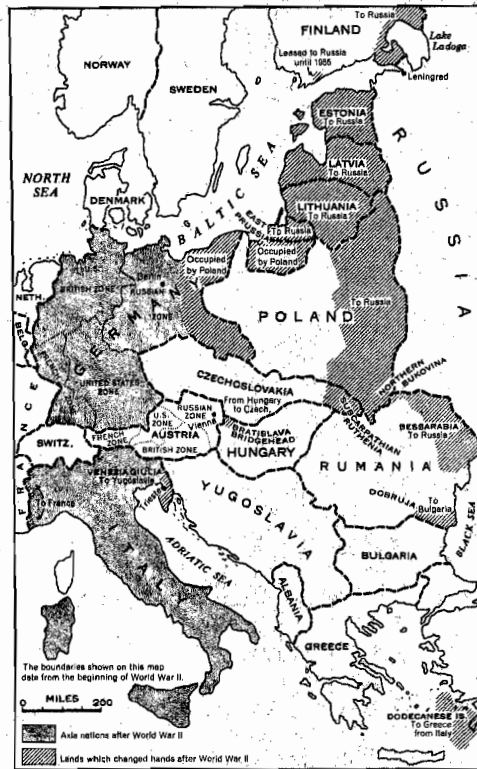 To Russia
FINLAND
Lake
Ladoga
Leased to Russia
until 1985
Leningrad
NORWAY
SWEDEN
ESTONIA
To Russia
LATVIA
To Russia
LITHUANIA
To Russia
RUSSIA
NORTH
SEA
DENMARK
BALTIC SEA
EAST
PRUSSIA
To Russia
Occupied
by Poland
Occupied
by Poland
U.S.
BRITISH ZONE
Berlin
RUSSIAN
ZONE
NETH.
BELG.
GERMANY
POLAND
To Russia
UNITED STATES
ZONE
CZECHOSLOVAKIA
From Hungary
to Czech.
BRATISLAVA
BRIDGEHEAD
SUBCARPATHIAN
RUTHENIA
NORTHERN
BUKOVINA
BESSARABIA
To Russia
FRANCE
SWITZ.
FRENCH
ZONE
U.S.
ZONE
RUSSIAN
ZONE
Vienna
AUSTRIA
BRITISH ZONE
HUNGARY
RUMANIA
VENEZIA GIULIA
To Yugoslavia
Trieste
To France
YUGOSLAVIA
DOBRUJA
To
Bulgaria
BLACK SEA
ITALY
ADRIATIC SEA
BULGARIA
ALBANIA
GREECE
DODECANESE IS.
To Greece
from Italy
The boundaries shown on this map
date from the beginning of World War II.
MILES
0 200
Axis nations after World War II
Lands which changed hands after World War II